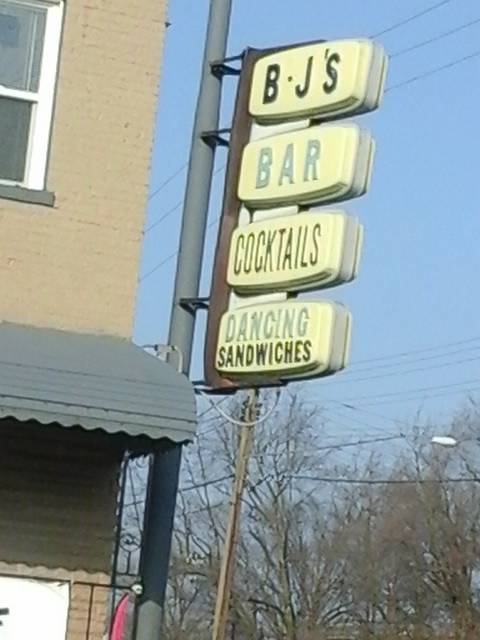 B·J'S
BAR
COCKTAILS
DANCING
SANDWICHES